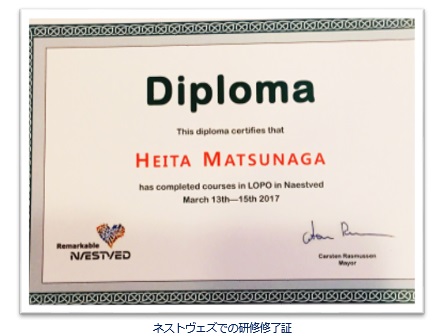 Diploma
This diploma certifies that
HEITA MATSUNAGA
has completed courses in LOPO in Naestved
March 13th—15th 2017
Remarkable
NÆSTVED
Carsten Rasmussen
Mayor
ネストヴェズでの研修修了証